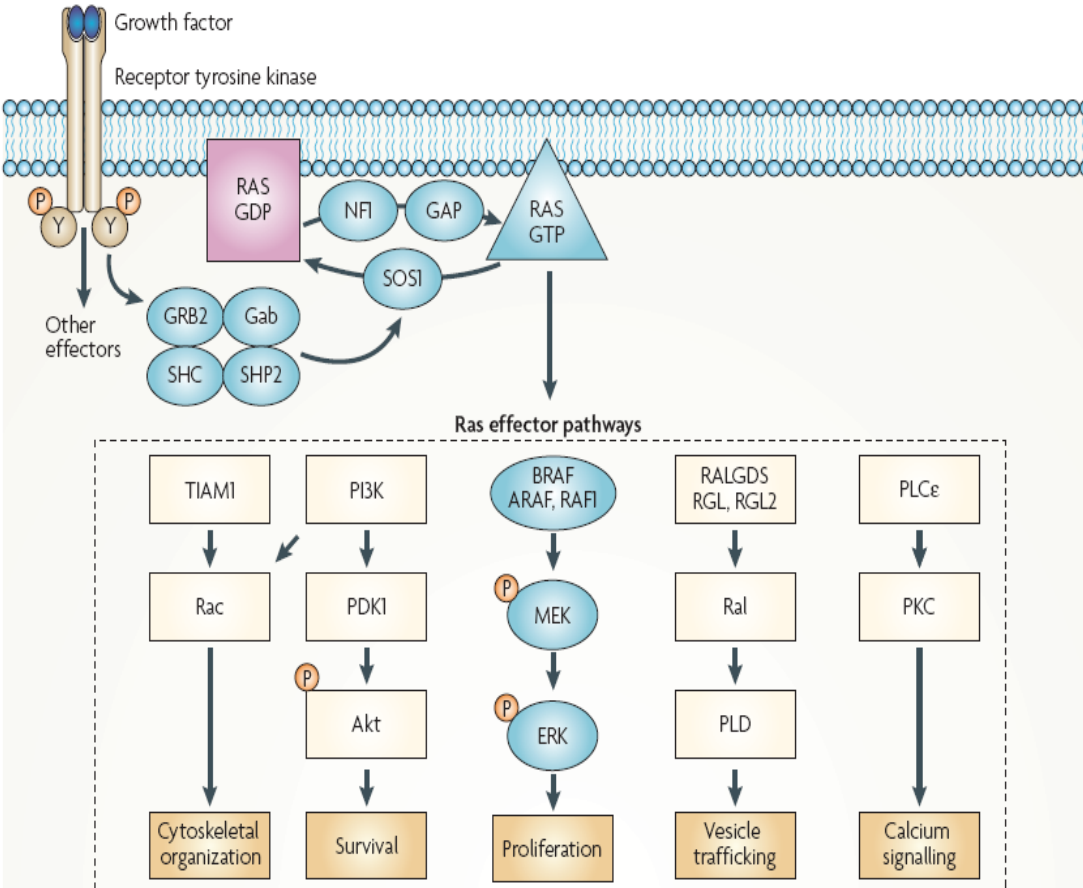 Growth factor
Receptor tyrosine kinase
RAS
GDP
NF1
GAP
RAS
GTP
P
P
Y
Y
SOS1
Other
effectors
GRB2
Gab
SHC
SHP2
Ras effector pathways
TIAM1
PI3K
BRAF
ARAF, RAF1
RALGDS
RGL, RGL2
PLCε
Rac
PDK1
P
MEK
Ral
PKC
P
Akt
P
ERK
PLD
Cytoskeletal
organization
Survival
Proliferation
Vesicle
trafficking
Calcium
signalling